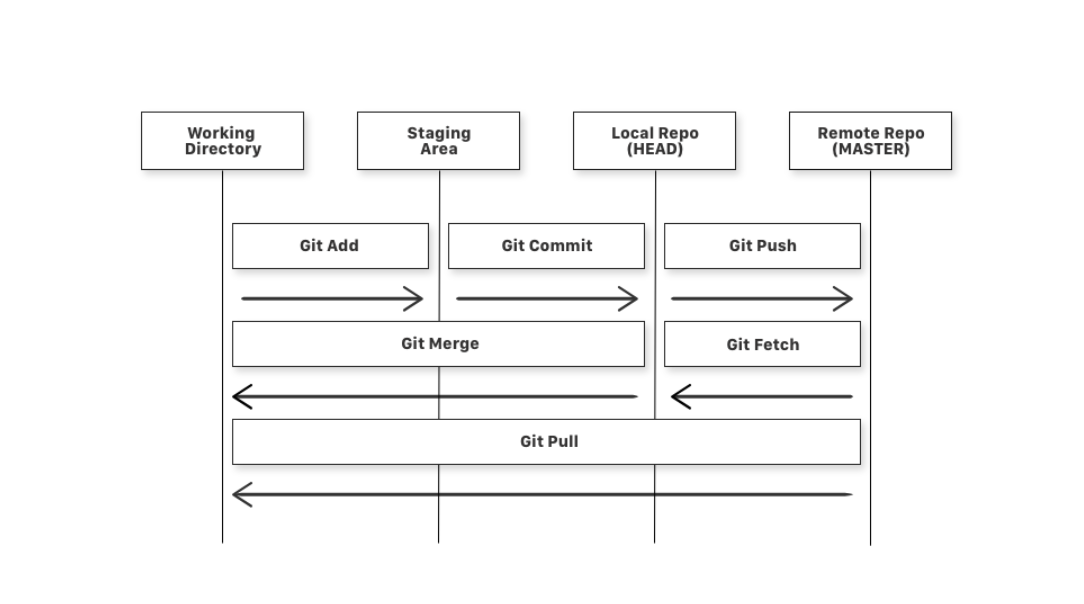 Working
Directory
Staging
Area
Local Repo
(HEAD)
Remote Repo
(MASTER)
Git Add
Git Commit
Git Push
Git Merge
Git Fetch
Git Pull